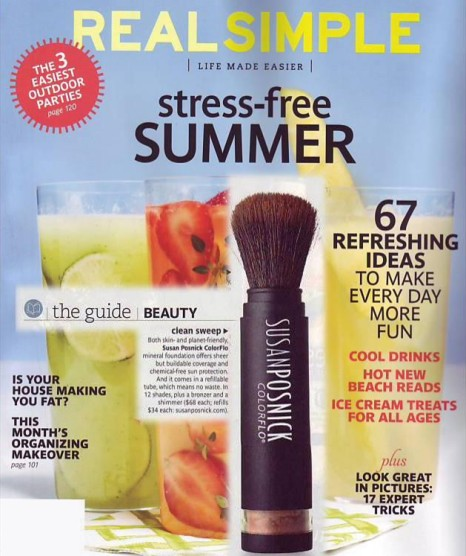 REAL SIMPLE
| LIFE MADE EASIER |
THE 3
EASIEST
OUTDOOR
PARTIES
page 120
stress-free
SUMMER
67
REFRESHING
IDEAS
TO MAKE
EVERY DAY
MORE
FUN
COOL DRINKS
HOT NEW
BEACH READS
ICE CREAM TREATS
FOR ALL AGES
plus
LOOK GREAT
IN PICTURES:
17 EXPERT
TRICKS
the guide | BEAUTY
clean sweep ▶
Both skin- and planet-friendly,
Susan Posnick ColorFlo
mineral foundation offers sheer
but buildable coverage and
chemical-free sun protection.
And it comes in a refillable
tube, which means no waste. In
12 shades, plus a bronzer and a
shimmer ($68 each; refills
$34 each: susanposnick.com).
IS YOUR
HOUSE MAKING
YOU FAT?
THIS
MONTH'S
ORGANIZING
MAKEOVER
page 101
SUSANPOSNICK
COLORFLO®